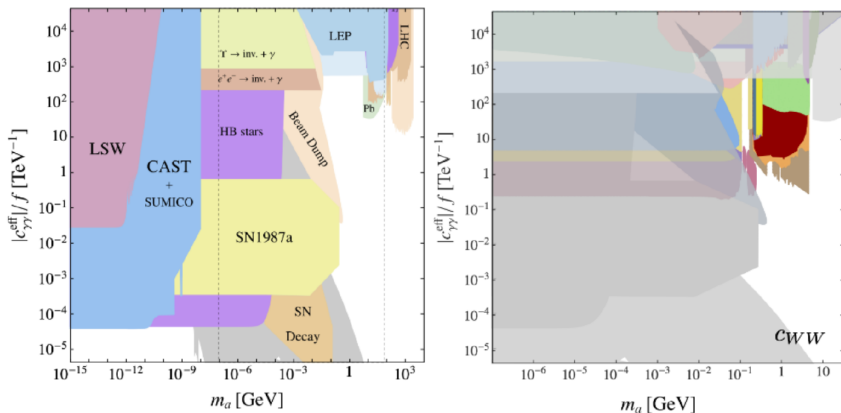 10⁴
10³
10²
10
1
10⁻¹
10⁻²
10⁻³
10⁻⁴
10⁻⁵
|c_γγ^eff|/f [TeV⁻¹]
LSW
CAST
+
SUMICO
ϒ → inv. + γ
e⁺e⁻ → inv. + γ
HB stars
SN1987a
Beam Dump
SN
Decay
LEP
Pb
LHC
10⁻¹⁵
10⁻¹²
10⁻⁹
10⁻⁶
10⁻³
1
10³
m_a [GeV]
10⁴
10³
10²
10
1
10⁻¹
10⁻²
10⁻³
10⁻⁴
10⁻⁵
|c_γγ^eff|/f [TeV⁻¹]
c_WW
10⁻⁶
10⁻⁵
10⁻⁴
10⁻³
10⁻²
10⁻¹
1
10
m_a [GeV]